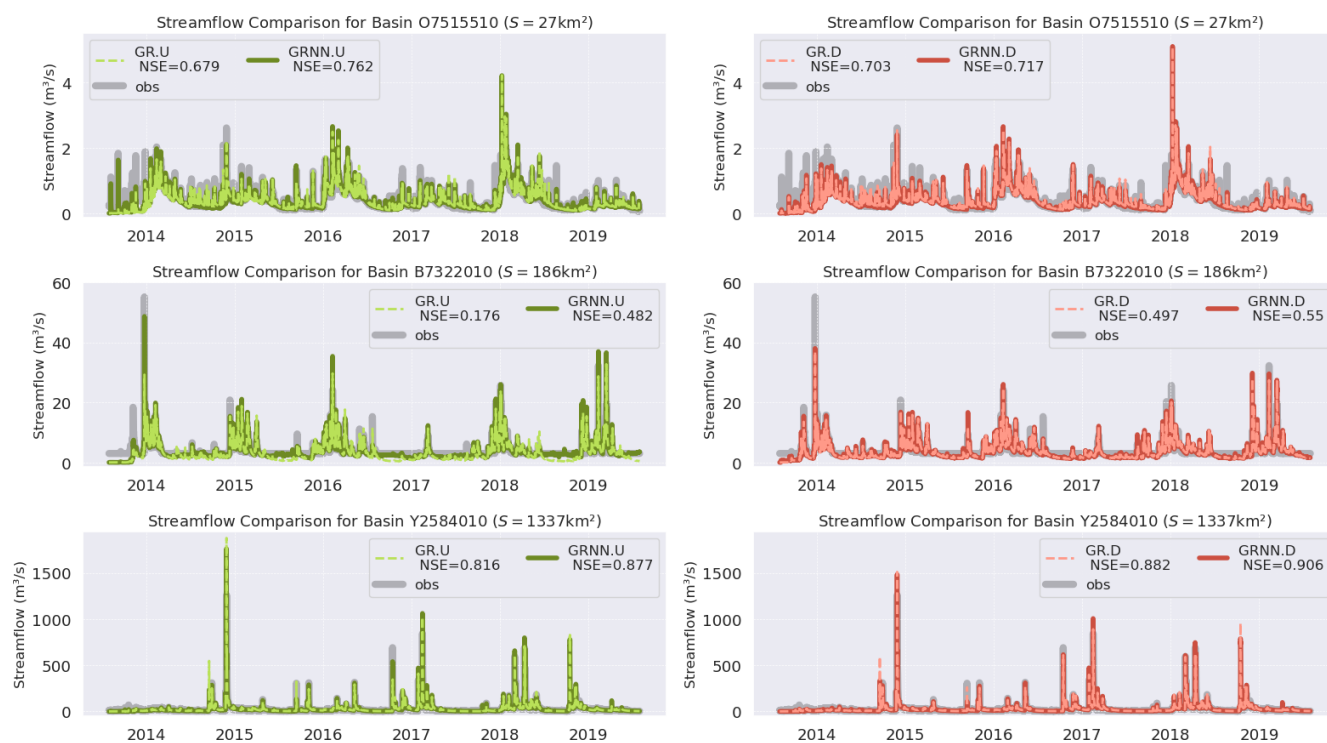 Streamflow Comparison for Basin O7515510 (S = 27km²)
Streamflow (m³/s)
4
2
0
GR.U
NSE=0.679
GRNN.U
NSE=0.762
obs
2014 2015 2016 2017 2018 2019
Streamflow Comparison for Basin O7515510 (S = 27km²)
Streamflow (m³/s)
4
2
0
GR.D
NSE=0.703
GRNN.D
NSE=0.717
obs
2014 2015 2016 2017 2018 2019
Streamflow Comparison for Basin B7322010 (S = 186km²)
Streamflow (m³/s)
60
40
20
0
GR.U
NSE=0.176
GRNN.U
NSE=0.482
obs
2014 2015 2016 2017 2018 2019
Streamflow Comparison for Basin B7322010 (S = 186km²)
Streamflow (m³/s)
60
40
20
0
GR.D
NSE=0.497
GRNN.D
NSE=0.55
obs
2014 2015 2016 2017 2018 2019
Streamflow Comparison for Basin Y2584010 (S = 1337km²)
Streamflow (m³/s)
1500
1000
500
0
GR.U
NSE=0.816
GRNN.U
NSE=0.877
obs
2014 2015 2016 2017 2018 2019
Streamflow Comparison for Basin Y2584010 (S = 1337km²)
Streamflow (m³/s)
1500
1000
500
0
GR.D
NSE=0.882
GRNN.D
NSE=0.906
obs
2014 2015 2016 2017 2018 2019